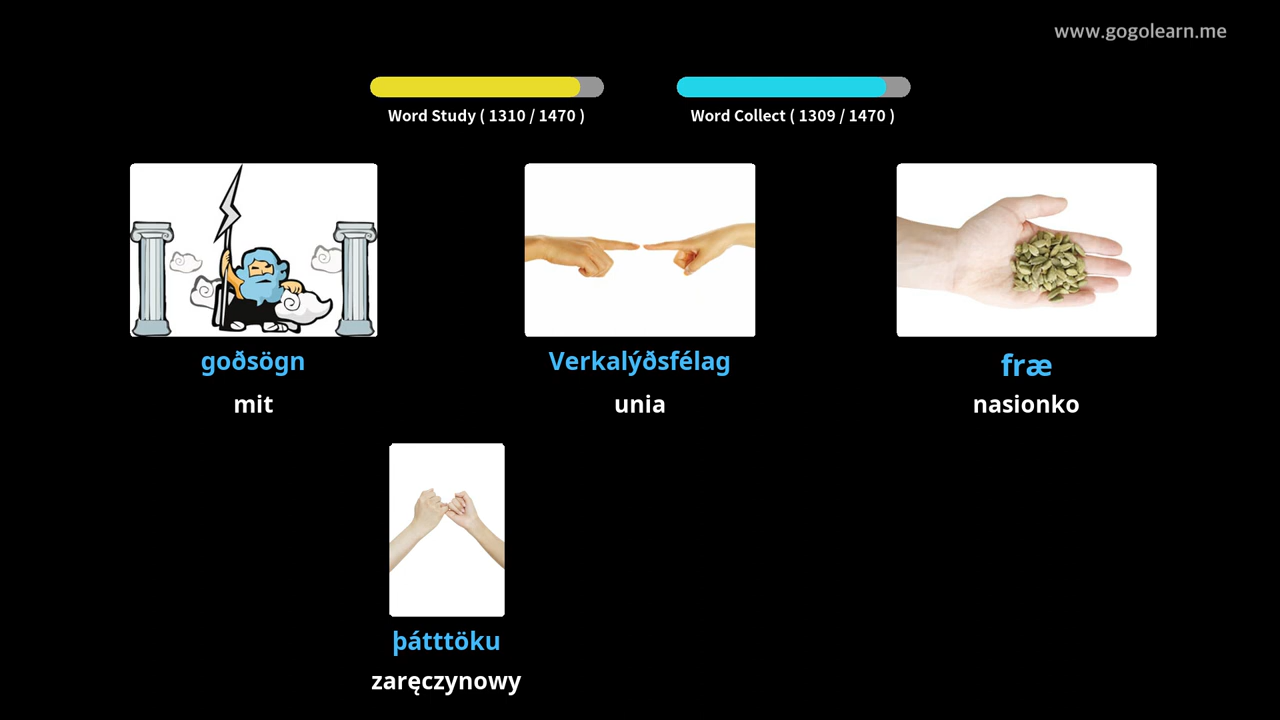 www.gogolearn.me
Word Study ( 1310 / 1470 )
Word Collect ( 1309 / 1470 )
goðsögn
Verkalýðsfélag
fræ
mit
unia
nasionko
þátttöku
zaręczynowy